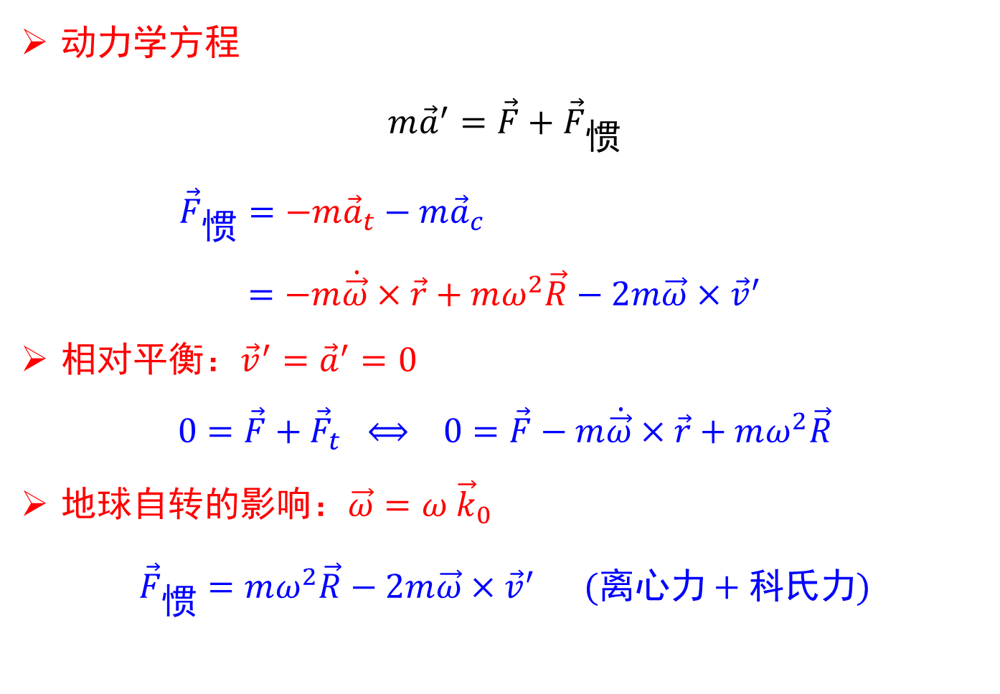 ➢ 动力学方程
$m\vec{a}' = \vec{F} + \vec{F}_{惯}$
$\vec{F}_{惯} = -m\vec{a}_t - m\vec{a}_c$
$= -m\dot{\vec{\omega}} \times \vec{r} + m\omega^2\vec{R} - 2m\vec{\omega} \times \vec{v}'$
➢ 相对平衡：$\vec{v}' = \vec{a}' = 0$
$0 = \vec{F} + \vec{F}_t \Leftrightarrow 0 = \vec{F} - m\dot{\vec{\omega}} \times \vec{r} + m\omega^2\vec{R}$
➢ 地球自转的影响：$\vec{\omega} = \omega\,\vec{k}_0$
$\vec{F}_{惯} = m\omega^2\vec{R} - 2m\vec{\omega} \times \vec{v}'$ (离心力 + 科氏力)